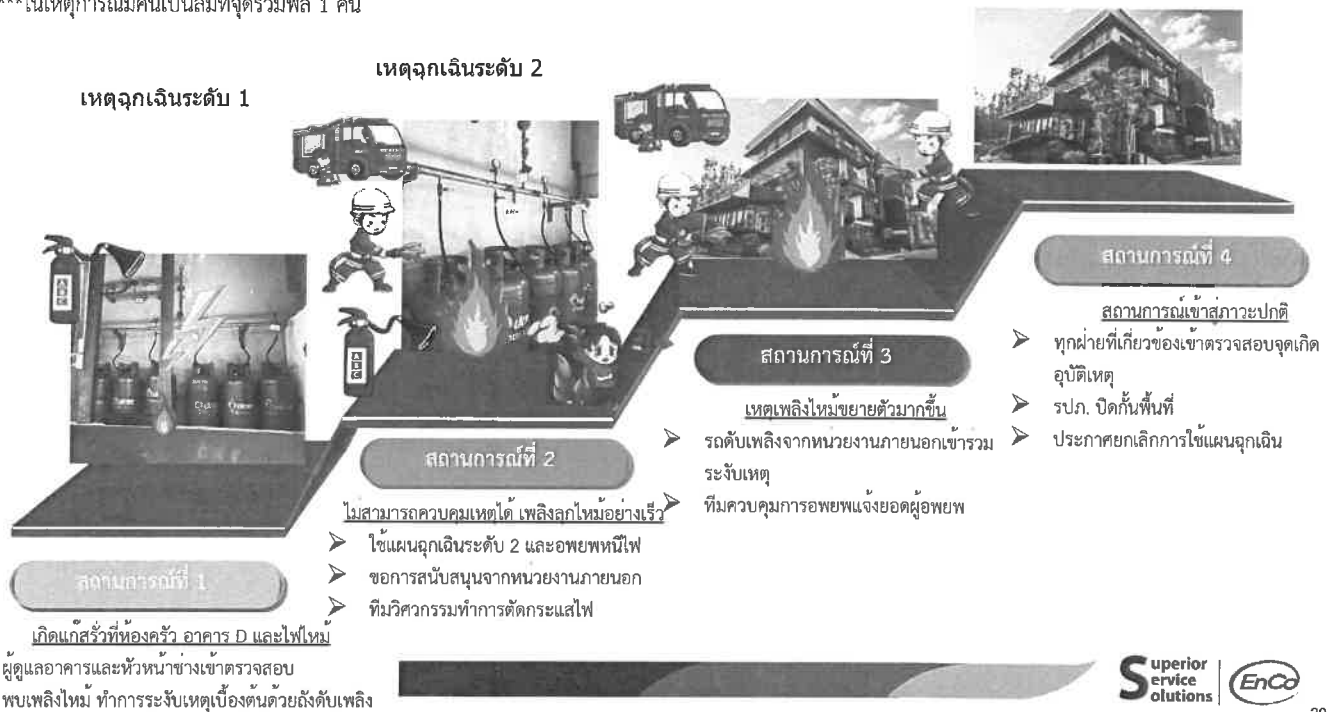 ***ในเหตุการณ์มีคนเป็นลมที่จุดรวมพล 1 คน
เหตุฉุกเฉินระดับ 1
เหตุฉุกเฉินระดับ 2
สถานการณ์ที่ 1
เกิดแก๊สรั่วที่ห้องครัว อาคาร D และไฟไหม้
ผู้ดูแลอาคารและหัวหน้าช่างเข้าตรวจสอบ
พบเพลิงไหม้ ทำการระงับเหตุเบื้องต้นด้วยถังดับเพลิง
สถานการณ์ที่ 2
ไม่สามารถควบคุมเหตุได้ เพลิงลุกไหม้อย่างเร็ว
➢ ใช้แผนฉุกเฉินระดับ 2 และอพยพหนีไฟ
➢ ขอการสนับสนุนจากหน่วยงานภายนอก
➢ ทีมวิศวกรรมทำการตัดกระแสไฟ
สถานการณ์ที่ 3
เหตุเพลิงไหม้ขยายตัวมากขึ้น
➢ รถดับเพลิงจากหน่วยงานภายนอกเข้าร่วม
ระงับเหตุ
➢ ทีมควบคุมการอพยพแจ้งยอดผู้อพยพ
สถานการณ์ที่ 4
สถานการณ์เข้าสู่ภาวะปกติ
➢ ทุกฝ่ายที่เกี่ยวข้องเข้าตรวจสอบจุดเกิด
อุบัติเหตุ
➢ รปภ. ปิดกั้นพื้นที่
➢ ประกาศยกเลิกการใช้แผนฉุกเฉิน
A
B
C
A
B
C
Superior
Service
Solutions
EnCo